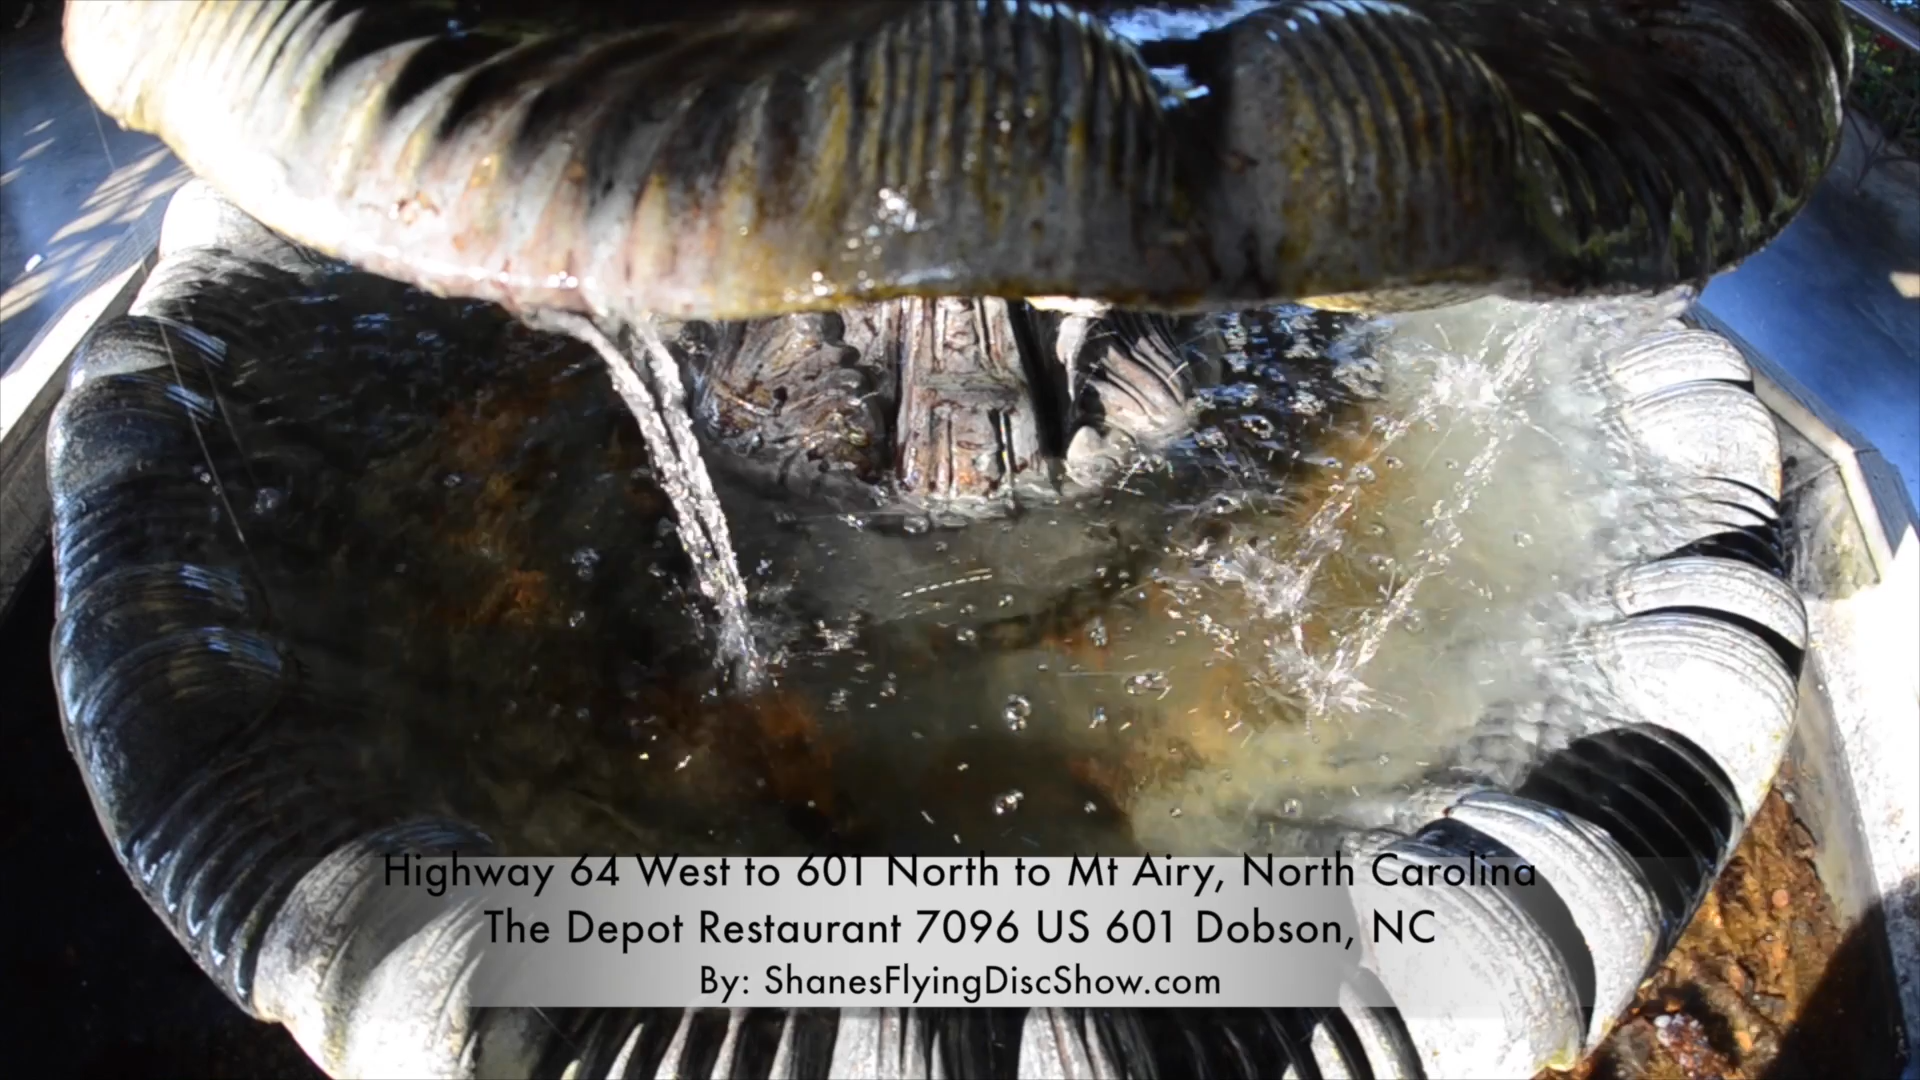 Highway 64 West to 601 North to Mt Airy, North Carolina
The Depot Restaurant 7096 US 601 Dobson, NC
By: ShanesFlyingDiscShow.com